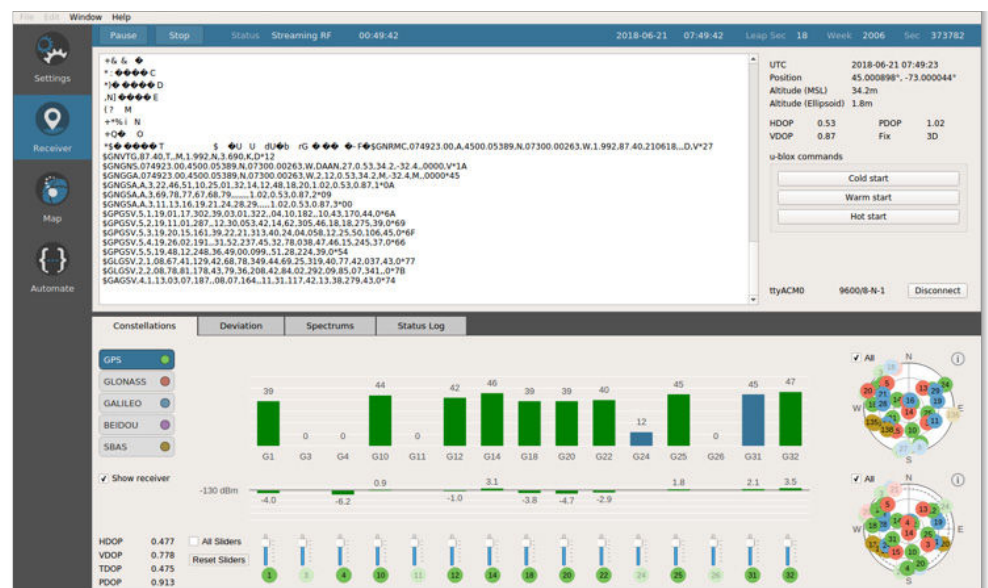 File Edit Window Help
Pause Stop Status Streaming RF 00:49:42 2018-06-21 07:49:42 Leap Sec 18 Week 2006 Sec 373782
Settings
Receiver
Map
Automate
+& & �
*:����C
*)�����D
,N]����E
(? M
+*%i N
+Q� O
$GNVTG,87.40,T,,M,1.992,N,3.690,K,D*12
$GNGNS,074923.00,4500.05389,N,07300.00263,W,DAAN,27,0.53,34.2,-32.4,,0000,V*1A
$GNGGA,074923.00,4500.05389,N,07300.00263,W,2,12,0.53,34.2,M,-32.4,M,,0000*45
$GNGSA,A,3,22,46,51,10,25,01,32,14,12,48,18,20,1.02,0.53,0.87,1*0A
$GNGSA,A,3,69,78,77,67,68,79,,,,,,,1.02,0.53,0.87,2*09
$GNGSA,A,3,11,13,16,19,21,24,28,29,,,,,1.02,0.53,0.87,3*00
$GPGSV,5,1,19,01,17,302,39,03,01,322,,04,10,182,,10,43,170,44,0*6A
$GPGSV,5,2,19,11,01,287,,12,30,053,42,14,62,305,46,18,18,275,39,0*69
$GPGSV,5,3,19,20,15,161,39,22,21,313,40,24,04,058,12,25,50,106,45,0*6F
$GPGSV,5,4,19,26,02,191,,31,52,237,45,32,78,038,47,46,15,245,37,0*66
$GPGSV,5,5,19,48,12,248,36,49,00,099,,51,28,224,39,0*54
$GLGSV,2,1,08,67,41,129,42,68,78,349,44,69,25,319,40,77,42,037,43,0*77
$GLGSV,2,2,08,78,81,178,43,79,36,208,42,84,02,292,09,85,07,341,,0*7B
$GAGSV,4,1,13,03,07,187,,08,07,164,,11,31,117,42,13,38,279,43,0*74
UTC 2018-06-21 07:49:23
Position 45.000898°, -73.000044°
Altitude (MSL) 34.2m
Altitude (Ellipsoid) 1.8m
HDOP 0.53 PDOP 1.02
VDOP 0.87 Fix 3D
u-blox commands
Cold start
Warm start
Hot start
ttyACM0 9600/8-N-1 Disconnect
Constellations Deviation Spectrums Status Log
GPS
GLONASS
GALILEO
BEIDOU
SBAS
39 0 0 44 0 42 46 39 39 40 12 45 0 45 47
G1 G3 G4 G10 G11 G12 G14 G18 G20 G22 G24 G25 G26 G31 G32
Show receiver
-130 dBm -4.0 -6.2 0.9 -1.0 3.1 -3.8 -4.7 -2.9 1.8 2.1 3.5
All N
W E
S
All N
W E
S
HDOP 0.477
VDOP 0.778
TDOP 0.475
PDOP 0.913
All Sliders
Reset Sliders
1 3 4 10 11 12 14 18 20 22 24 25 26 31 32